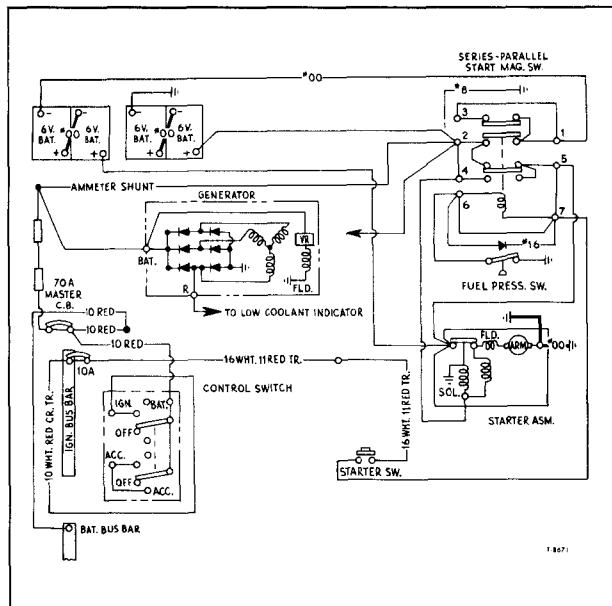 SERIES-PARALLEL
START MAG. SW.
*00
*8
3
2
1
4
5
6
7
*16
FUEL PRESS. SW.
- -
6V. 6V.
BAT. BAT.
+ +
- -
6V. 6V.
BAT. BAT.
+ +
AMMETER SHUNT
GENERATOR
BAT.
VR
R
FLD.
TO LOW COOLANT INDICATOR
70 A
MASTER
C.B.
10 RED
10 RED
10 RED
10A
16 WHT. 11 RED TR.
CONTROL SWITCH
IGN. BUS BAR
10 WHT. RED CR. TR.
IGN. BAT.
OFF
ACC.
OFF
ACC.
BAT. BUS BAR
16 WHT. 11 RED TR.
STARTER SW.
FLD.
ARM
*00
SOL.
STARTER ASM.
T-8671